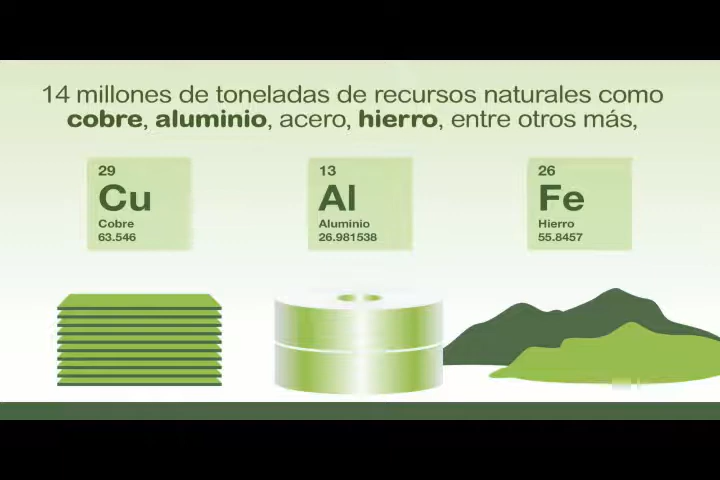 14 millones de toneladas de recursos naturales como
cobre, aluminio, acero, hierro, entre otros más,
29
Cu
Cobre
63.546
13
Al
Aluminio
26.981538
26
Fe
Hierro
55.8457